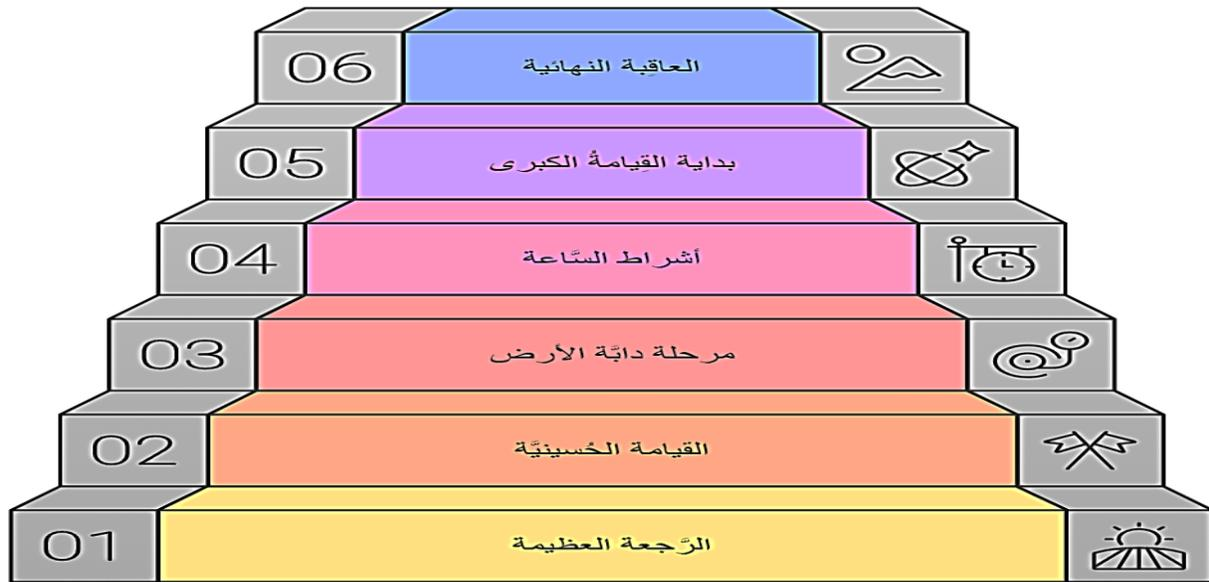 06
العاقِبة النهائية
05
بداية القِيامةُ الكبرى
04
أشراط السَّاعة
03
مرحلة دابَّة الأرض
02
القيامة الحُسينيَّة
01
الرَّجعة العظيمة